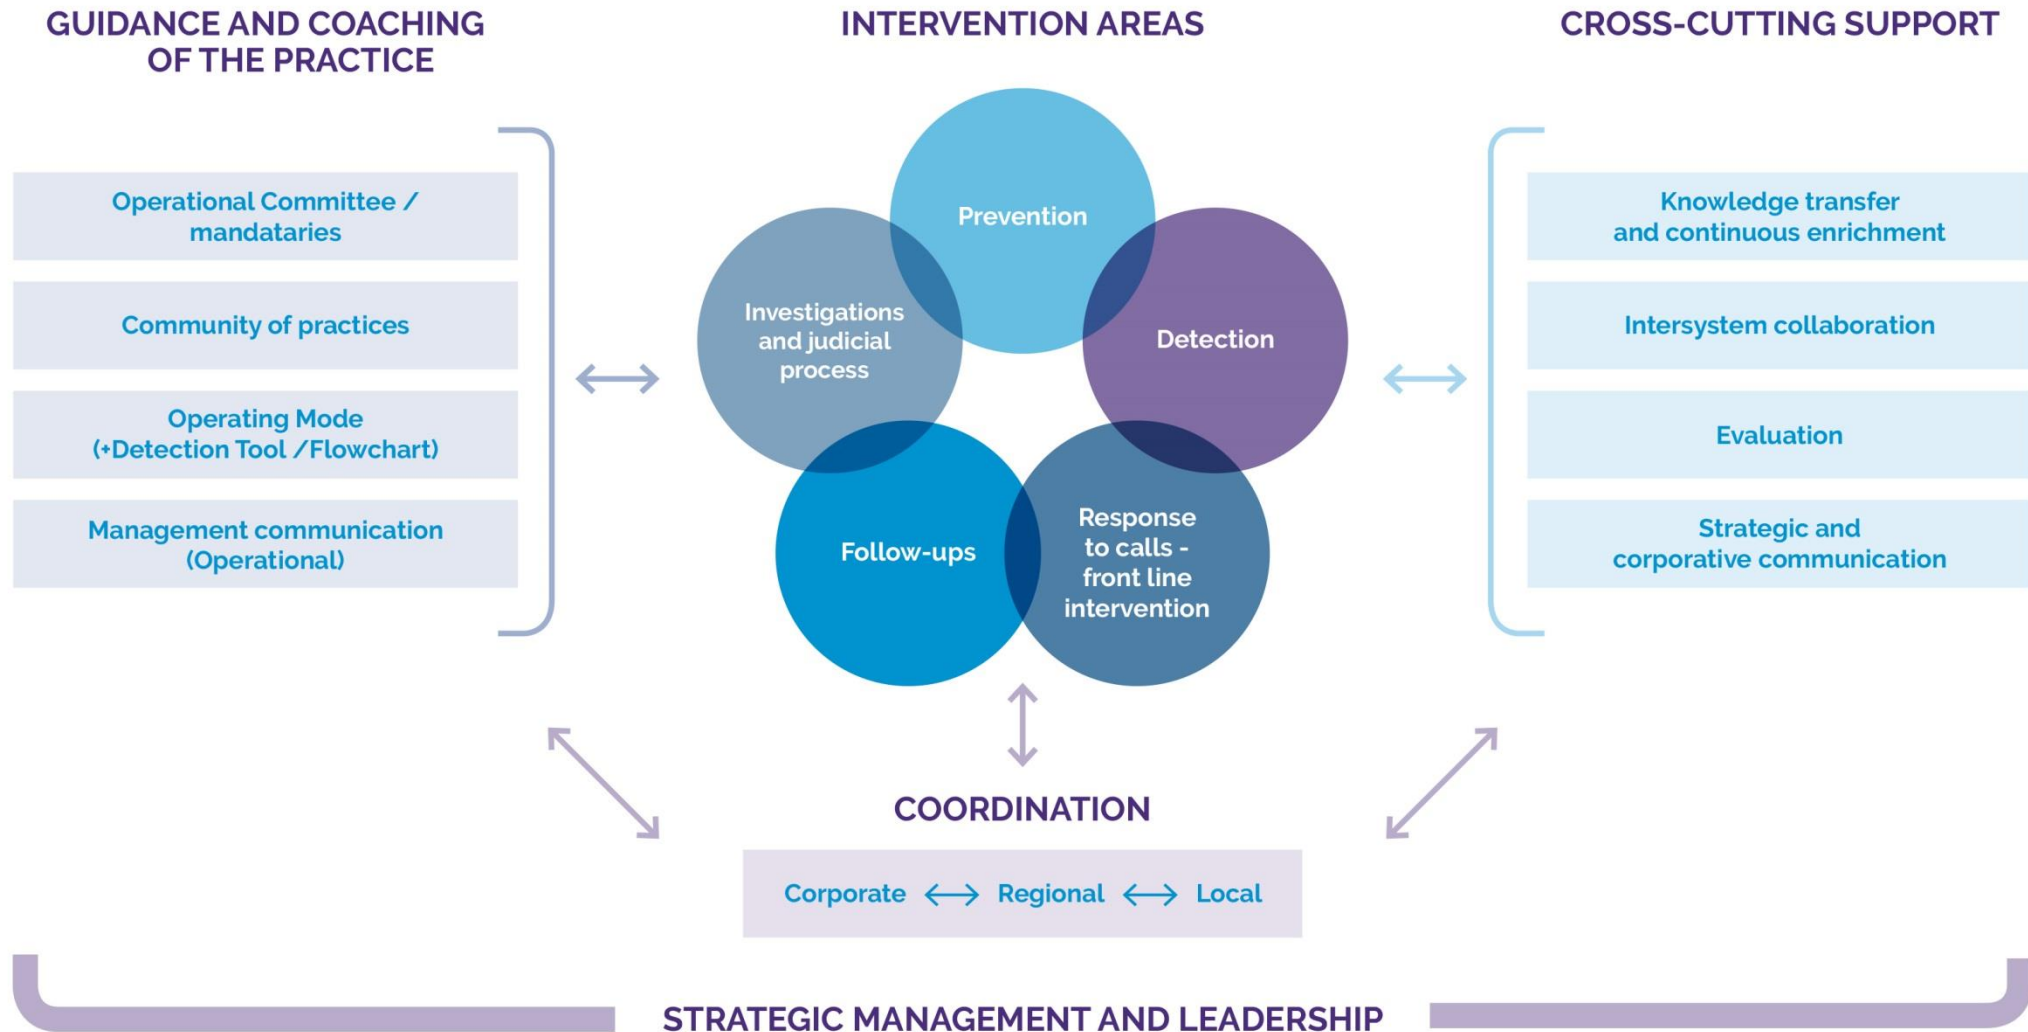 GUIDANCE AND COACHING
OF THE PRACTICE
Operational Committee /
mandataries
Community of practices
Operating Mode
(+Detection Tool /Flowchart)
Management communication
(Operational)
INTERVENTION AREAS
Prevention
Investigations
and judicial
process
Detection
Follow-ups
Response
to calls -
front line
intervention
CROSS-CUTTING SUPPORT
Knowledge transfer
and continuous enrichment
Intersystem collaboration
Evaluation
Strategic and
corporative communication
COORDINATION
Corporate ⟷ Regional ⟷ Local
STRATEGIC MANAGEMENT AND LEADERSHIP